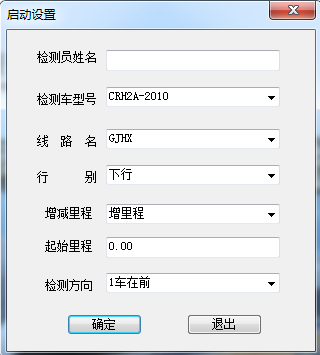 启动设置
检测员姓名
检测车型号 CRH2A-2010
线 路 名 GJHX
行 别 下行
增减里程 增里程
起始里程 0.00
检测方向 1车在前
确定 退出